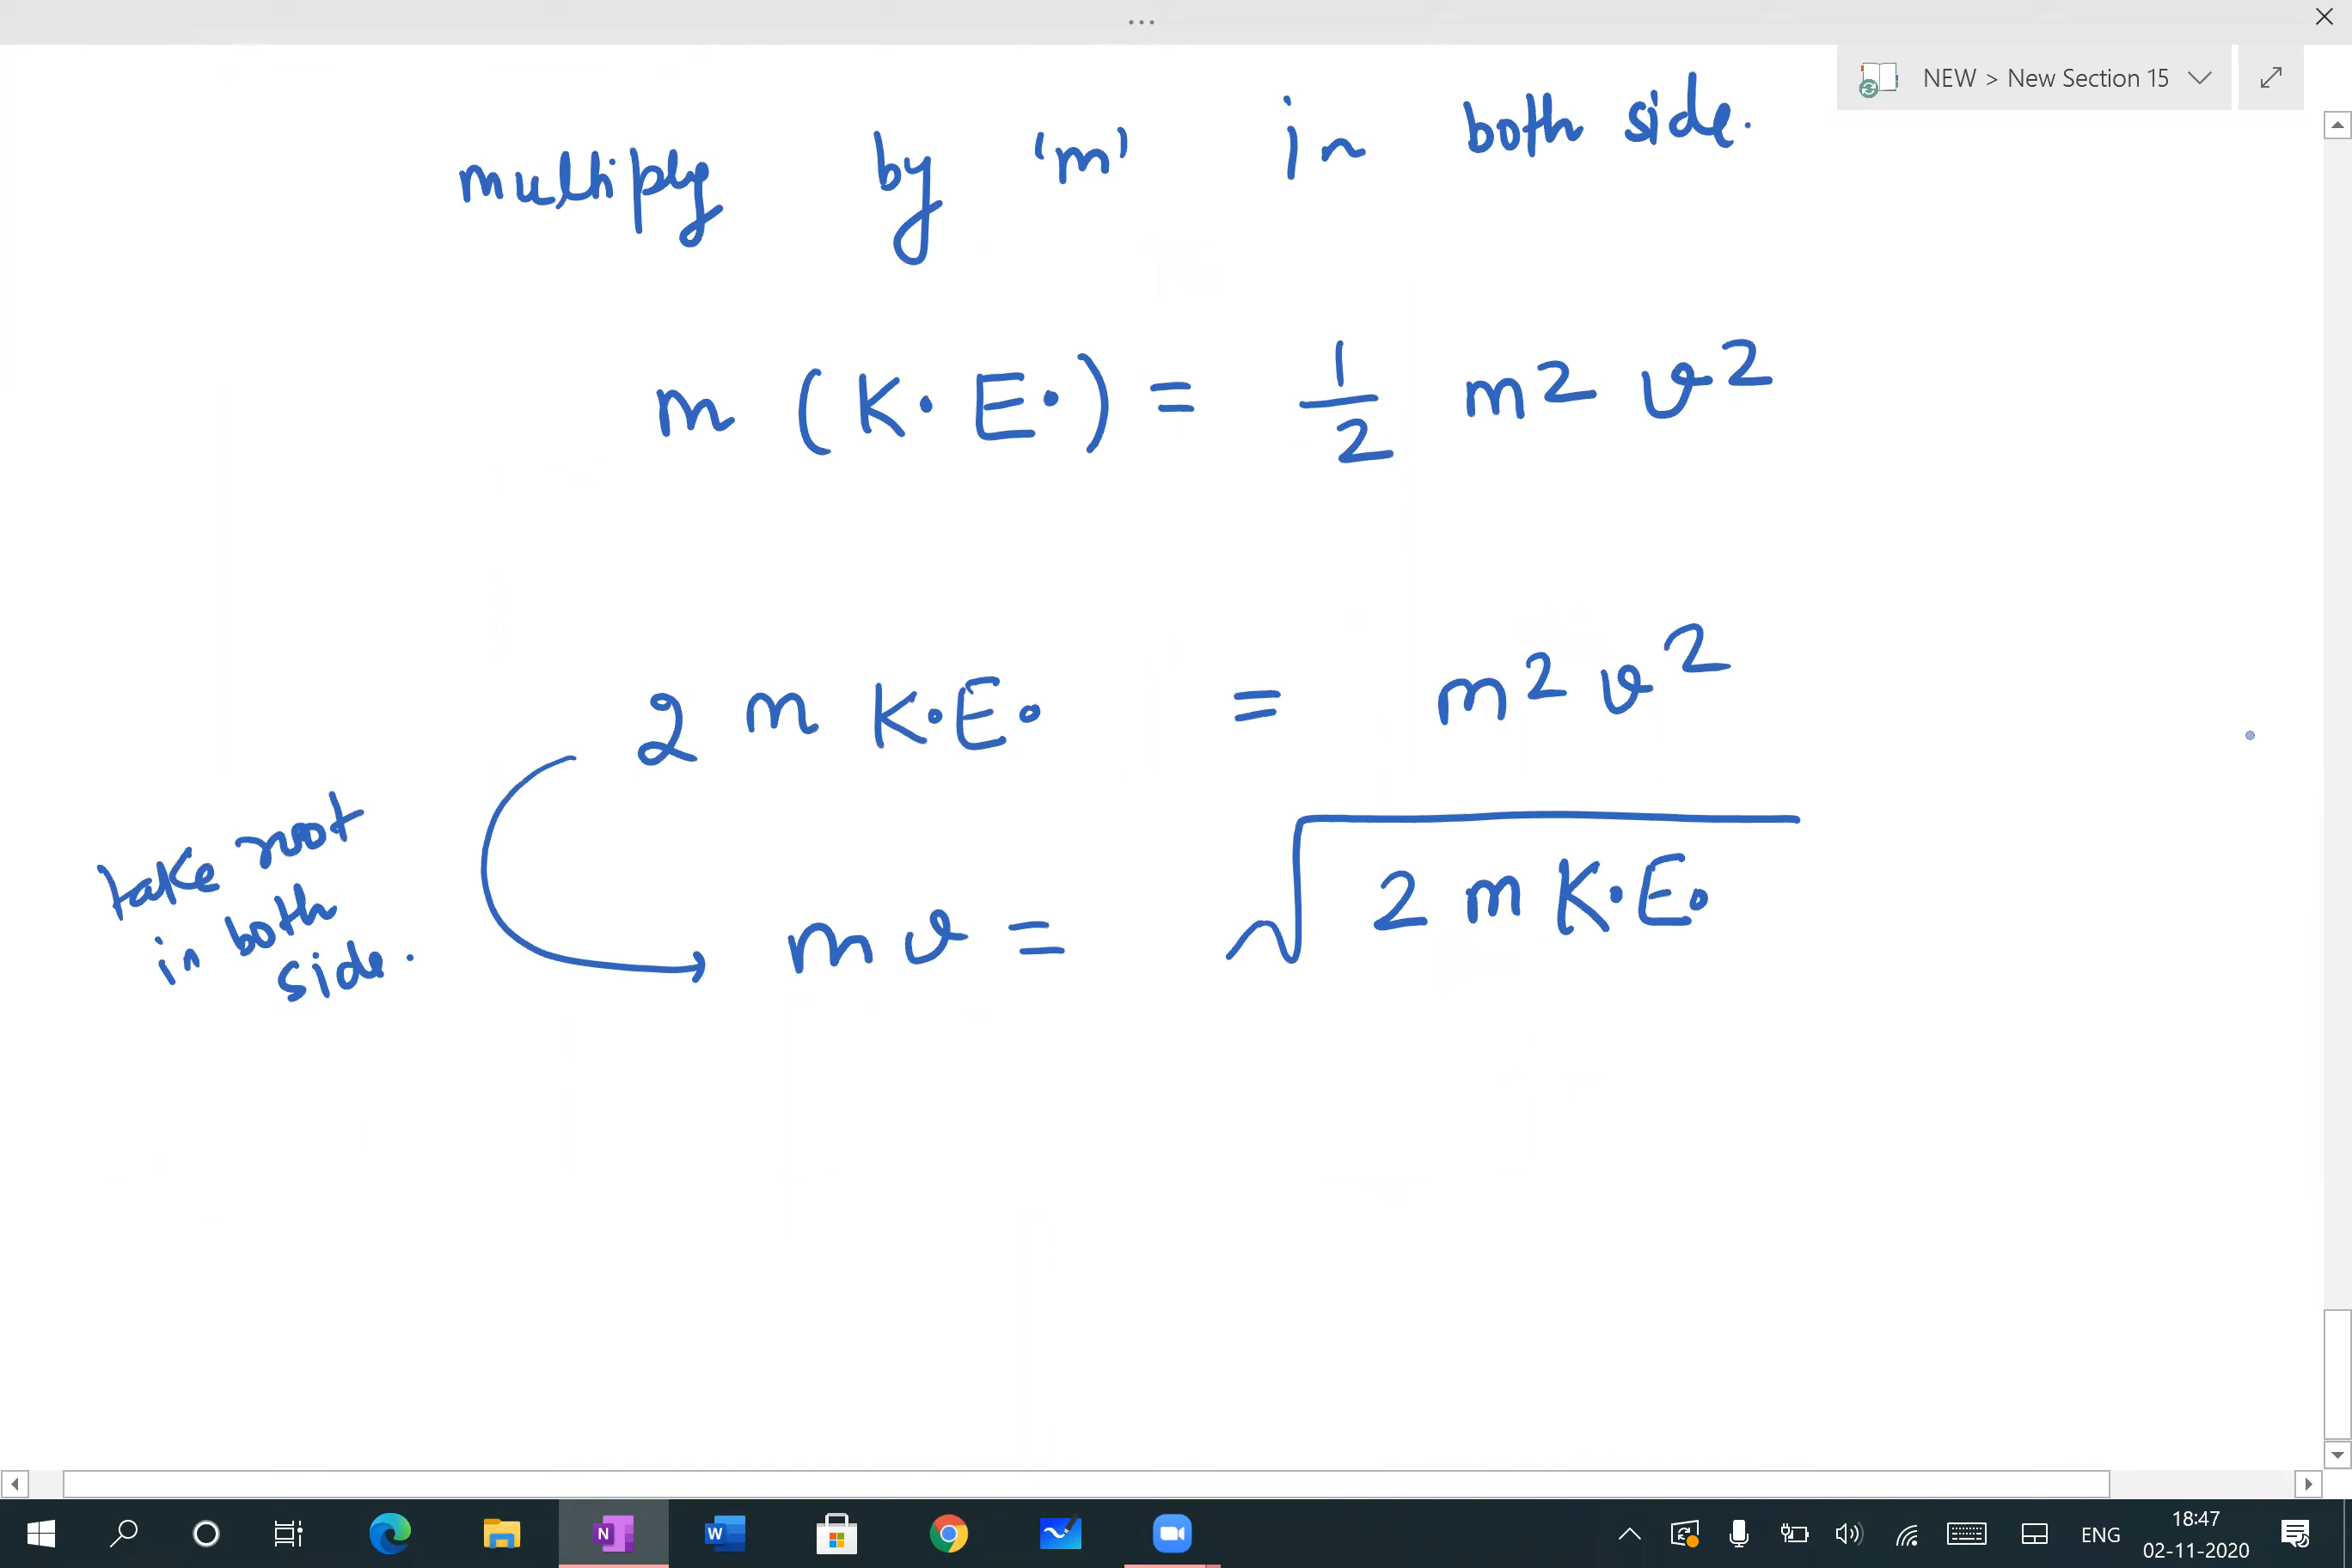 NEW > New Section 15
multiply by 'm' in both side.
m (K.E.) = 1/2 m² v²
2 m K.E. = m² v²
take root
in both
side.
m v = √(2 m K.E.)
ENG
18:47
02-11-2020